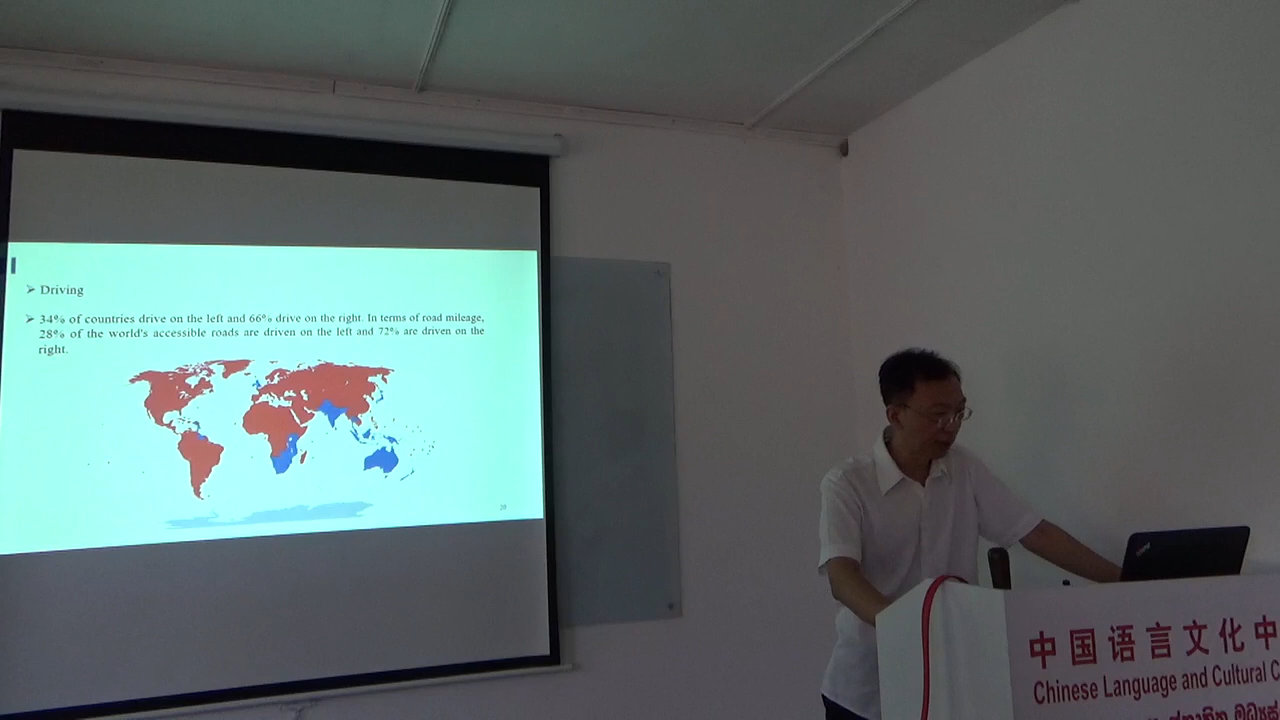 ➢ Driving
➢ 34% of countries drive on the left and 66% drive on the right. In terms of road mileage,
28% of the world's accessible roads are driven on the left and 72% are driven on the
right.
20
中国语言文化中
Chinese Language and Cultural C